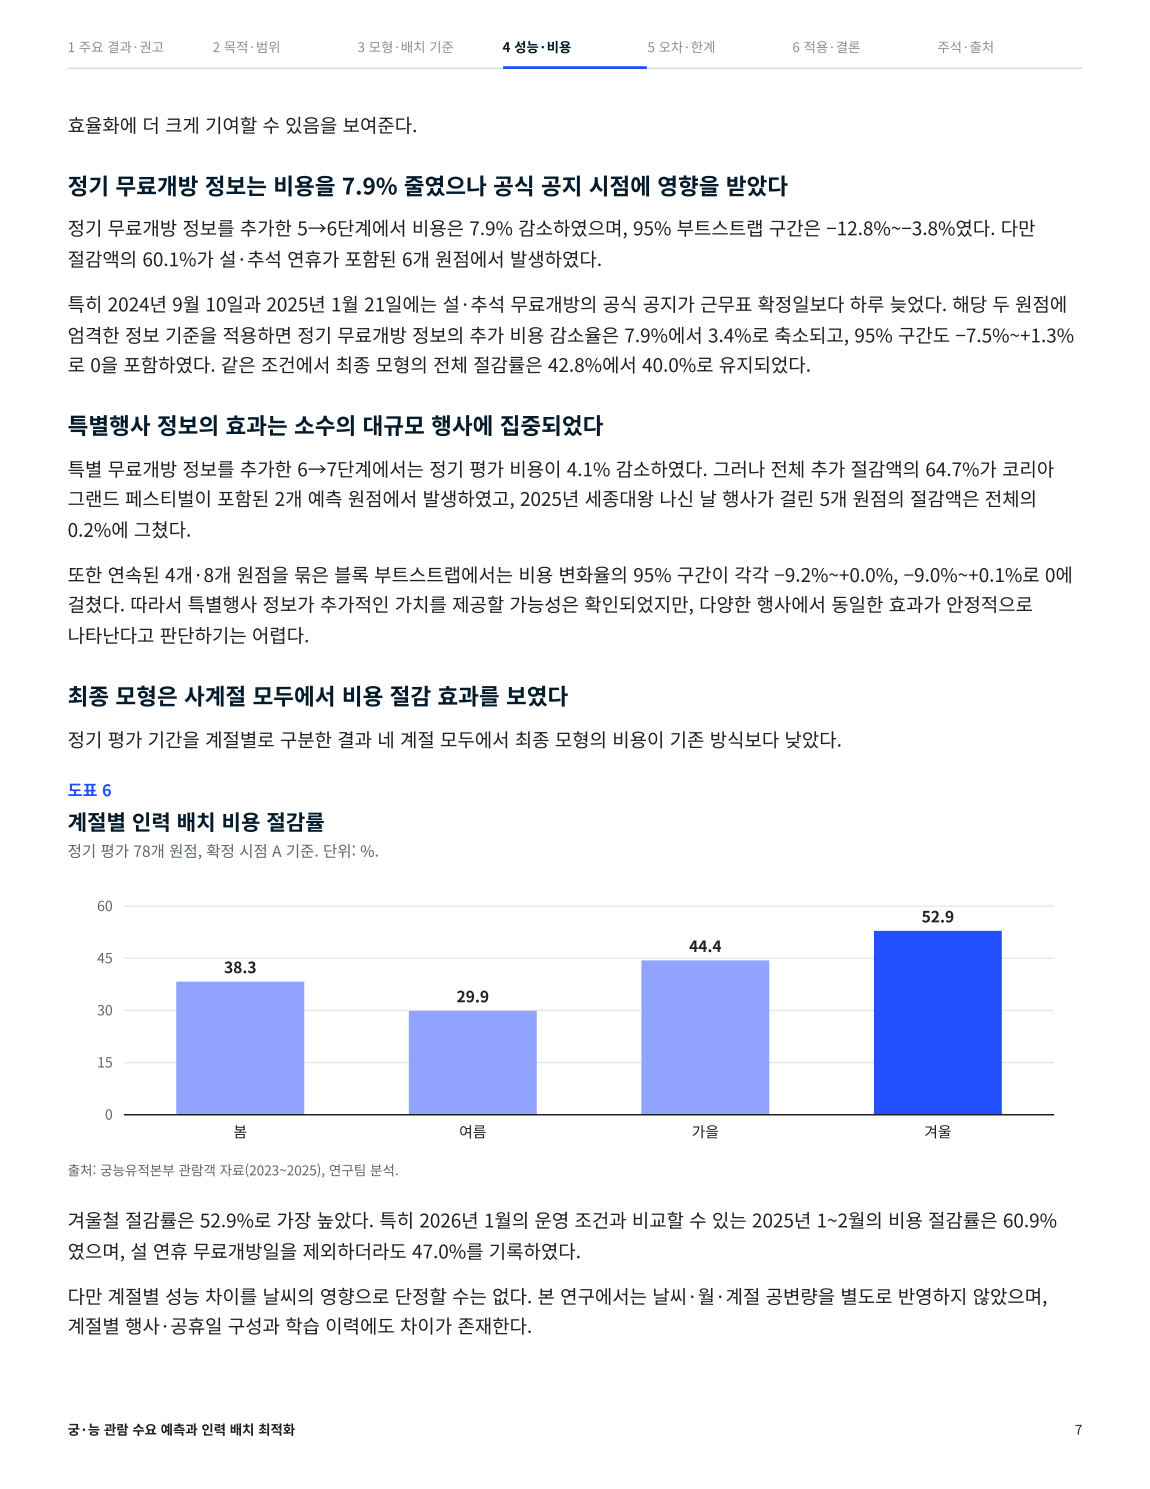 1 주요 결과·권고 2 목적·범위 3 모형·배치 기준 4 성능·비용 5 오차·한계 6 적용·결론 주석·출처
효율화에 더 크게 기여할 수 있음을 보여준다.
정기 무료개방 정보는 비용을 7.9% 줄였으나 공식 공지 시점에 영향을 받았다
정기 무료개방 정보를 추가한 5→6단계에서 비용은 7.9% 감소하였으며, 95% 부트스트랩 구간은 −12.8%~−3.8%였다. 다만
절감액의 60.1%가 설·추석 연휴가 포함된 6개 원점에서 발생하였다.
특히 2024년 9월 10일과 2025년 1월 21일에는 설·추석 무료개방의 공식 공지가 근무표 확정일보다 하루 늦었다. 해당 두 원점에
엄격한 정보 기준을 적용하면 정기 무료개방 정보의 추가 비용 감소율은 7.9%에서 3.4%로 축소되고, 95% 구간도 −7.5%~+1.3%
로 0을 포함하였다. 같은 조건에서 최종 모형의 전체 절감률은 42.8%에서 40.0%로 유지되었다.
특별행사 정보의 효과는 소수의 대규모 행사에 집중되었다
특별 무료개방 정보를 추가한 6→7단계에서는 정기 평가 비용이 4.1% 감소하였다. 그러나 전체 추가 절감액의 64.7%가 코리아
그랜드 페스티벌이 포함된 2개 예측 원점에서 발생하였고, 2025년 세종대왕 나신 날 행사가 걸린 5개 원점의 절감액은 전체의
0.2%에 그쳤다.
또한 연속된 4개·8개 원점을 묶은 블록 부트스트랩에서는 비용 변화율의 95% 구간이 각각 −9.2%~+0.0%, −9.0%~+0.1%로 0에
걸쳤다. 따라서 특별행사 정보가 추가적인 가치를 제공할 가능성은 확인되었지만, 다양한 행사에서 동일한 효과가 안정적으로
나타난다고 판단하기는 어렵다.
최종 모형은 사계절 모두에서 비용 절감 효과를 보였다
정기 평가 기간을 계절별로 구분한 결과 네 계절 모두에서 최종 모형의 비용이 기존 방식보다 낮았다.
도표 6
계절별 인력 배치 비용 절감률
정기 평가 78개 원점, 확정 시점 A 기준. 단위: %.
60
52.9
45
44.4
38.3
30
29.9
15
0
봄 여름 가을 겨울
출처: 궁능유적본부 관람객 자료(2023~2025), 연구팀 분석.
겨울철 절감률은 52.9%로 가장 높았다. 특히 2026년 1월의 운영 조건과 비교할 수 있는 2025년 1~2월의 비용 절감률은 60.9%
였으며, 설 연휴 무료개방일을 제외하더라도 47.0%를 기록하였다.
다만 계절별 성능 차이를 날씨의 영향으로 단정할 수는 없다. 본 연구에서는 날씨·월·계절 공변량을 별도로 반영하지 않았으며,
계절별 행사·공휴일 구성과 학습 이력에도 차이가 존재한다.
궁·능 관람 수요 예측과 인력 배치 최적화 7